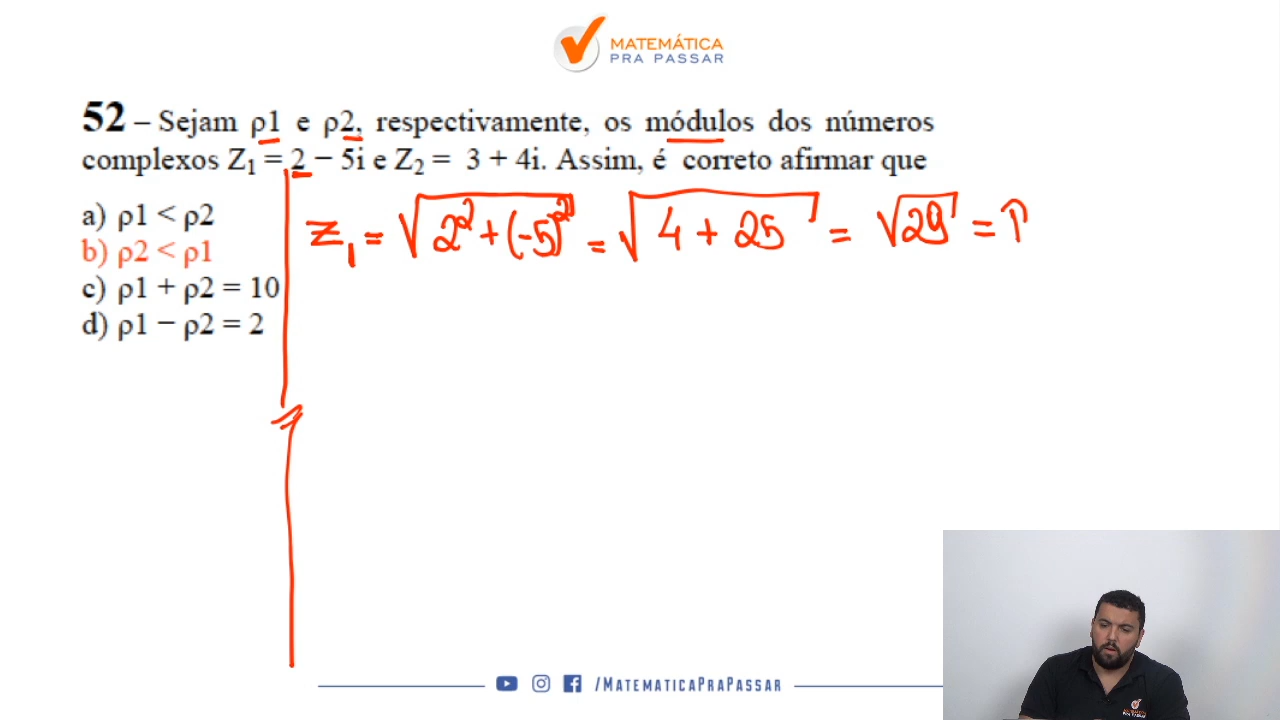 MATEMÁTICA
PRA PASSAR
52 – Sejam ρ1 e ρ2, respectivamente, os módulos dos números
complexos Z₁ = 2 − 5i e Z₂ = 3 + 4i. Assim, é correto afirmar que
a) ρ1 < ρ2
b) ρ2 < ρ1
c) ρ1 + ρ2 = 10
d) ρ1 − ρ2 = 2
Z₁ = √(2² + (-5)²) = √(4 + 25) = √29 =
/MATEMATICAPRAPASSAR